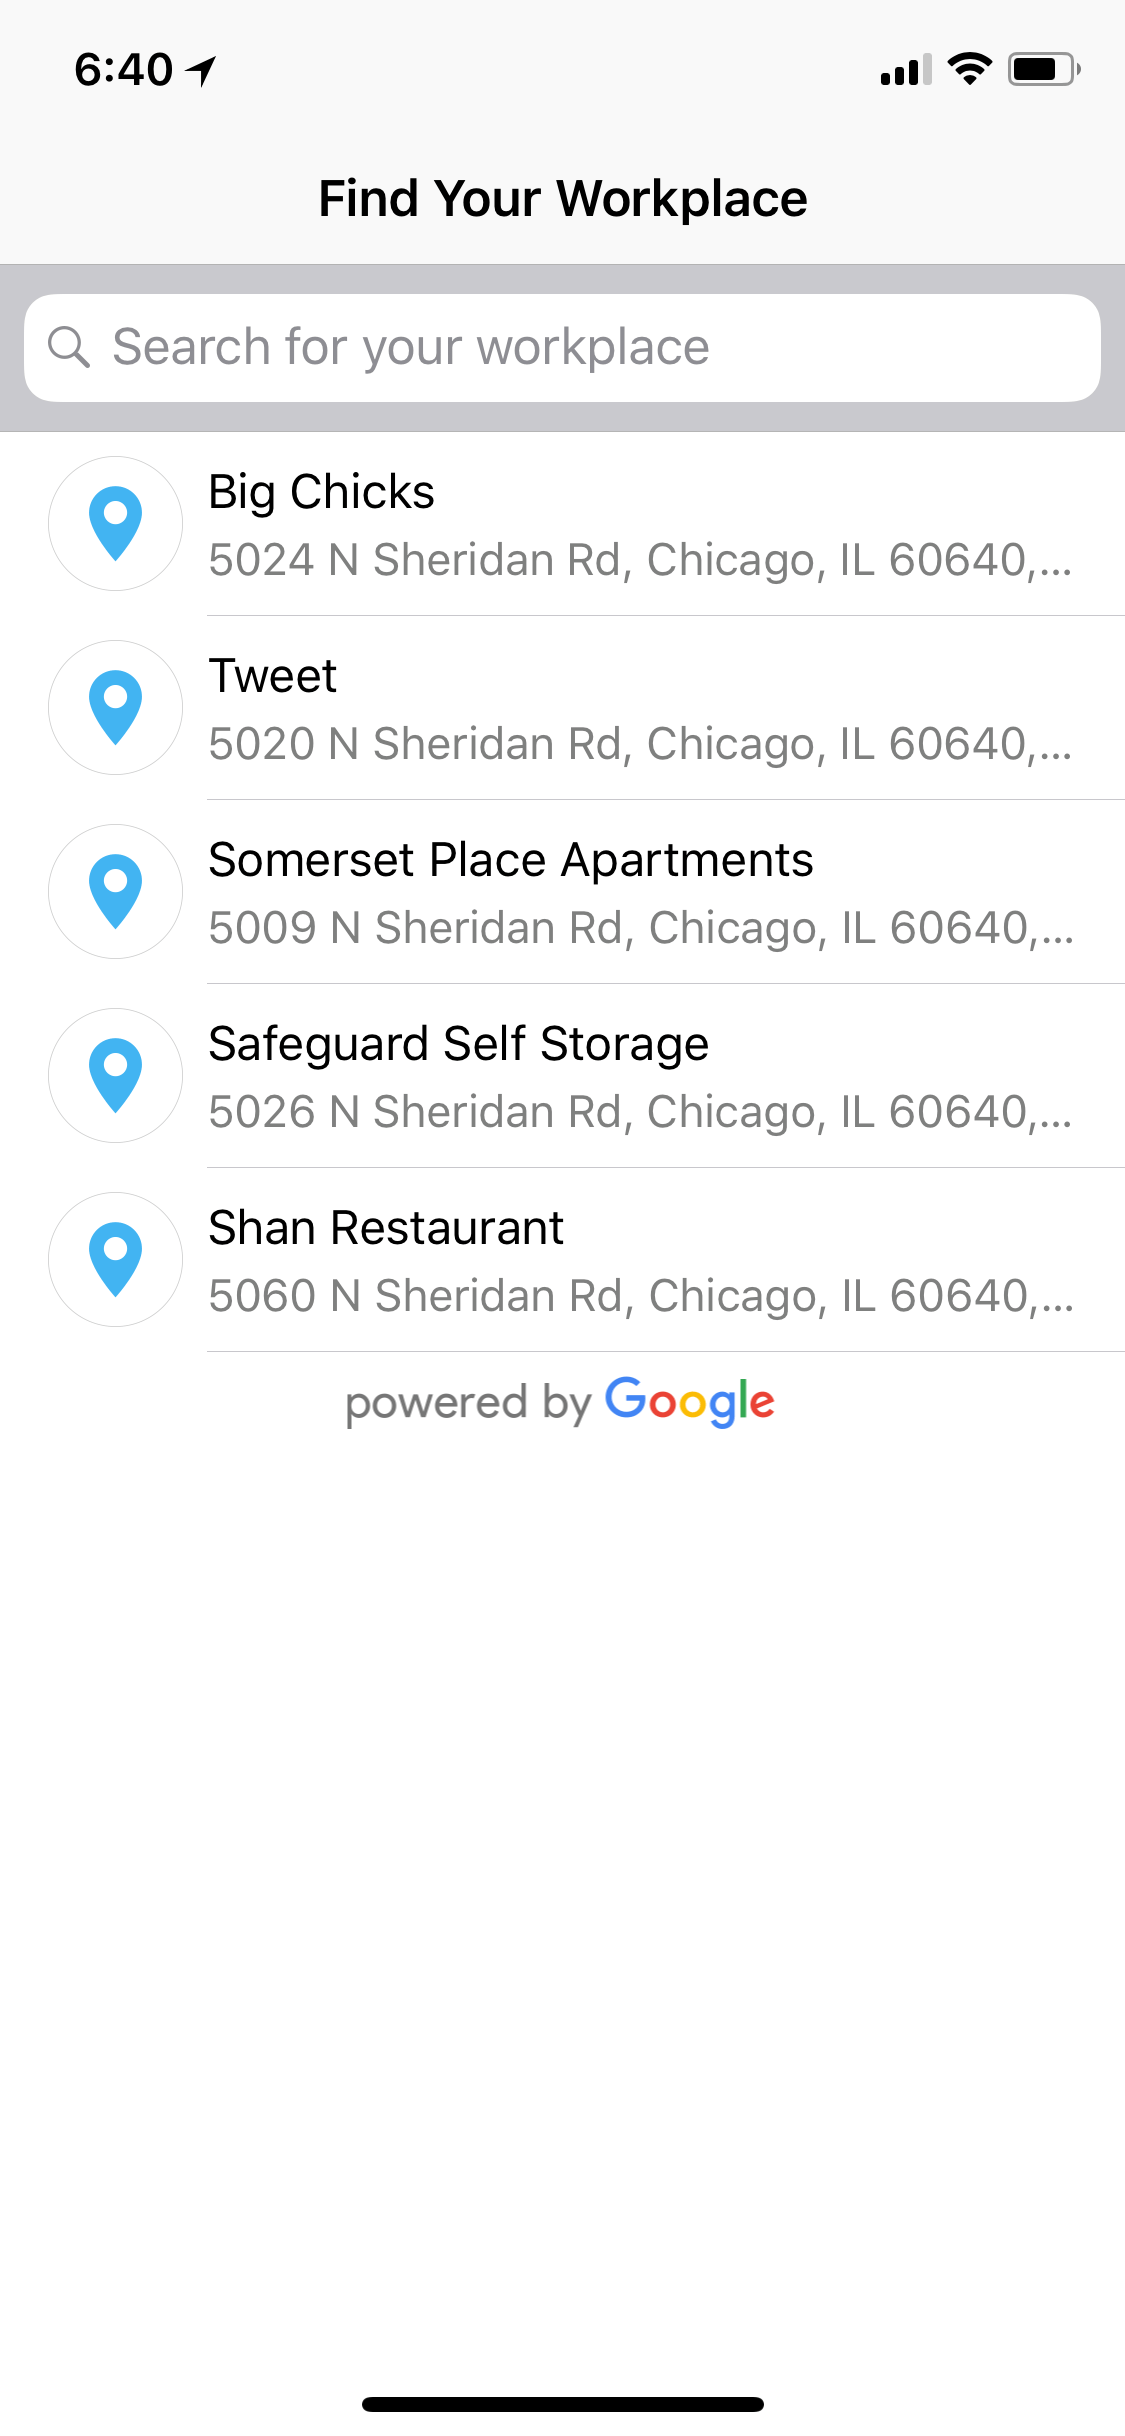 6:40
Find Your Workplace
Search for your workplace
Big Chicks
5024 N Sheridan Rd, Chicago, IL 60640,...
Tweet
5020 N Sheridan Rd, Chicago, IL 60640,...
Somerset Place Apartments
5009 N Sheridan Rd, Chicago, IL 60640,...
Safeguard Self Storage
5026 N Sheridan Rd, Chicago, IL 60640,...
Shan Restaurant
5060 N Sheridan Rd, Chicago, IL 60640,...
powered by Google